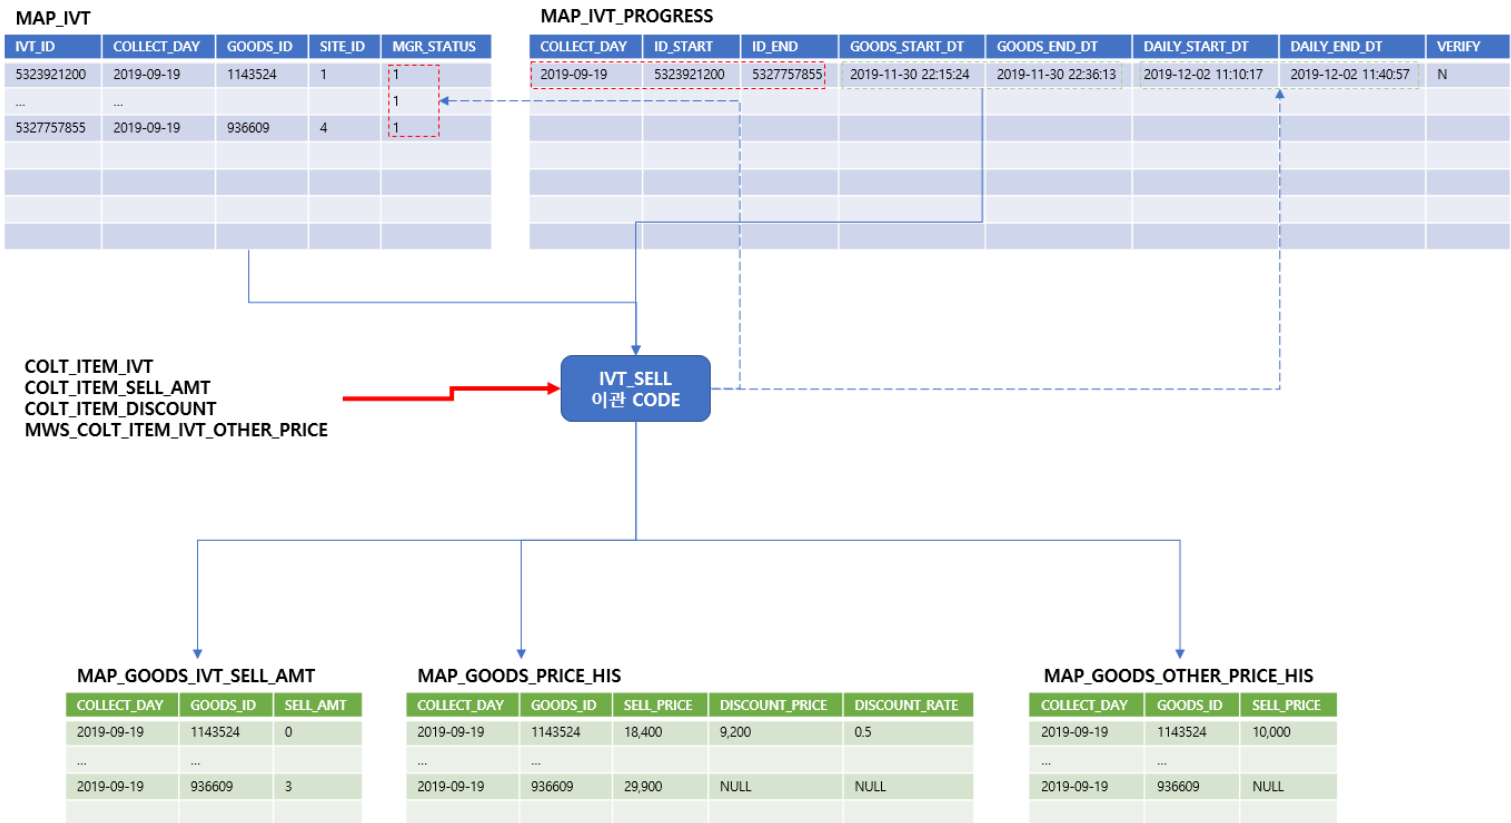 MAP_IVT
IVT_ID COLLECT_DAY GOODS_ID SITE_ID MGR_STATUS
5323921200 2019-09-19 1143524 1 1
... ... 1
5327757855 2019-09-19 936609 4 1
MAP_IVT_PROGRESS
COLLECT_DAY ID_START ID_END GOODS_START_DT GOODS_END_DT DAILY_START_DT DAILY_END_DT VERIFY
2019-09-19 5323921200 5327757855 2019-11-30 22:15:24 2019-11-30 22:36:13 2019-12-02 11:10:17 2019-12-02 11:40:57 N
COLT_ITEM_IVT
COLT_ITEM_SELL_AMT
COLT_ITEM_DISCOUNT
MWS_COLT_ITEM_IVT_OTHER_PRICE
IVT_SELL
이관 CODE
MAP_GOODS_IVT_SELL_AMT
COLLECT_DAY GOODS_ID SELL_AMT
2019-09-19 1143524 0
... ...
2019-09-19 936609 3
MAP_GOODS_PRICE_HIS
COLLECT_DAY GOODS_ID SELL_PRICE DISCOUNT_PRICE DISCOUNT_RATE
2019-09-19 1143524 18,400 9,200 0.5
... ...
2019-09-19 936609 29,900 NULL NULL
MAP_GOODS_OTHER_PRICE_HIS
COLLECT_DAY GOODS_ID SELL_PRICE
2019-09-19 1143524 10,000
... ...
2019-09-19 936609 NULL